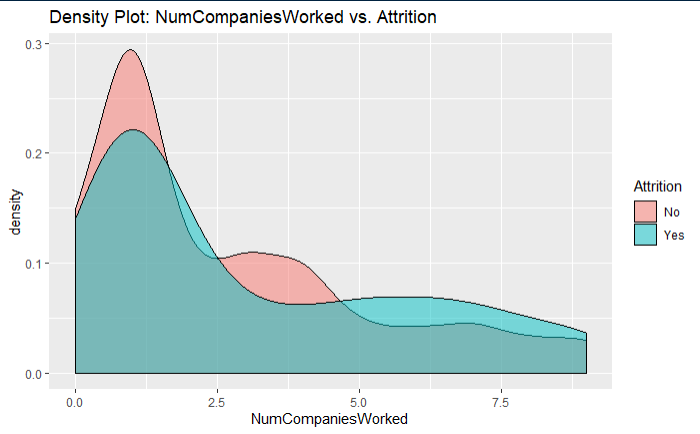 Density Plot: NumCompaniesWorked vs. Attrition
0.3
0.2
0.1
0.0
density
0.0
2.5
5.0
7.5
NumCompaniesWorked
Attrition
No
Yes